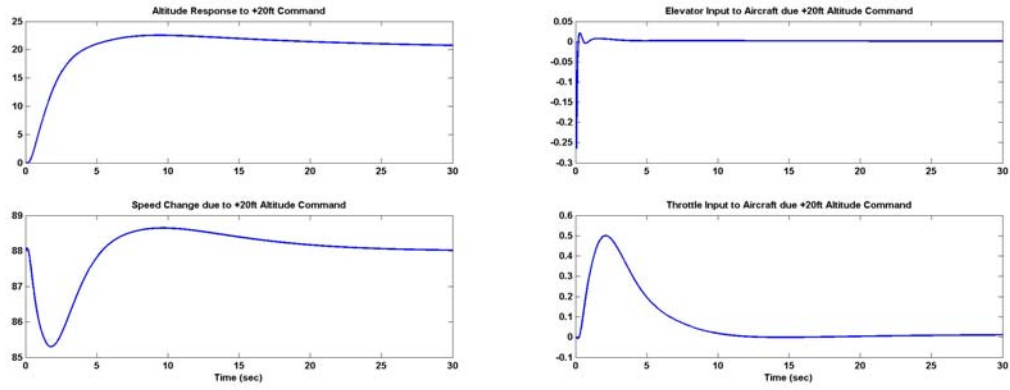 Altitude Response to +20ft Command
25
20
15
10
5
0
0 5 10 15 20 25 30
Elevator Input to Aircraft due +20ft Altitude Command
0.05
0
-0.05
-0.1
-0.15
-0.2
-0.25
-0.3
0 5 10 15 20 25 30
Speed Change due to +20ft Altitude Command
89
88
87
86
85
0 5 10 15 20 25 30
Time (sec)
Throttle Input to Aircraft due +20ft Altitude Command
0.6
0.5
0.4
0.3
0.2
0.1
0
-0.1
0 5 10 15 20 25 30
Time (sec)